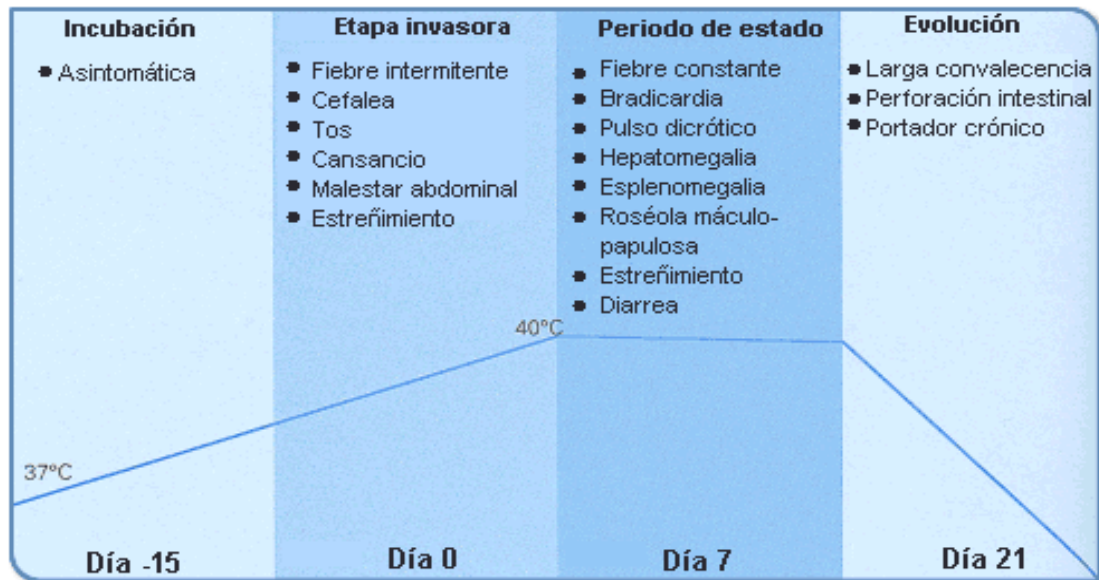 Incubación
• Asintomática
Etapa invasora
• Fiebre intermitente
• Cefalea
• Tos
• Cansancio
• Malestar abdominal
• Estreñimiento
Periodo de estado
• Fiebre constante
• Bradicardia
• Pulso dicrótico
• Hepatomegalia
• Esplenomegalia
• Roséola máculo-
papulosa
• Estreñimiento
• Diarrea
Evolución
• Larga convalecencia
• Perforación intestinal
• Portador crónico
37°C
40°C
Día -15
Día 0
Día 7
Día 21